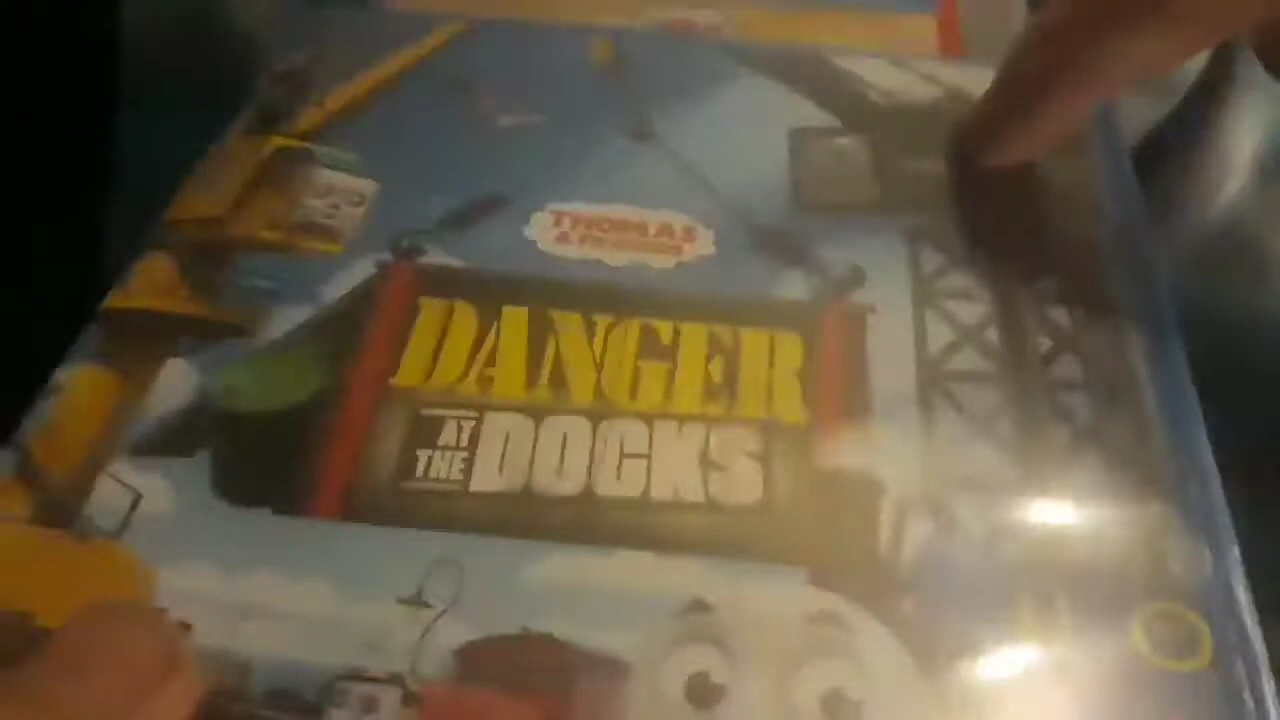 THOMAS
& FRIENDS
DANGER
AT THE DOCKS